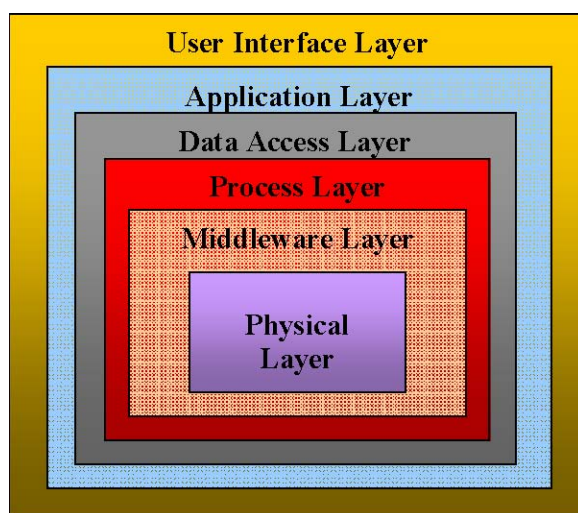 User Interface Layer
Application Layer
Data Access Layer
Process Layer
Middleware Layer
Physical
Layer